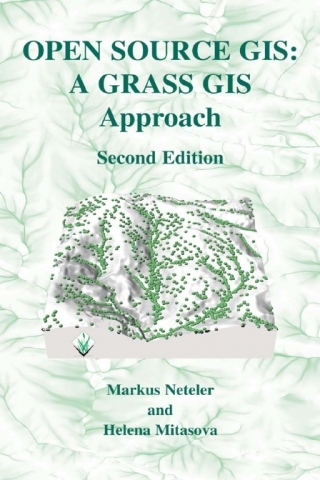 OPEN SOURCE GIS:
A GRASS GIS
Approach
Second Edition
Markus Neteler
and
Helena Mitasova